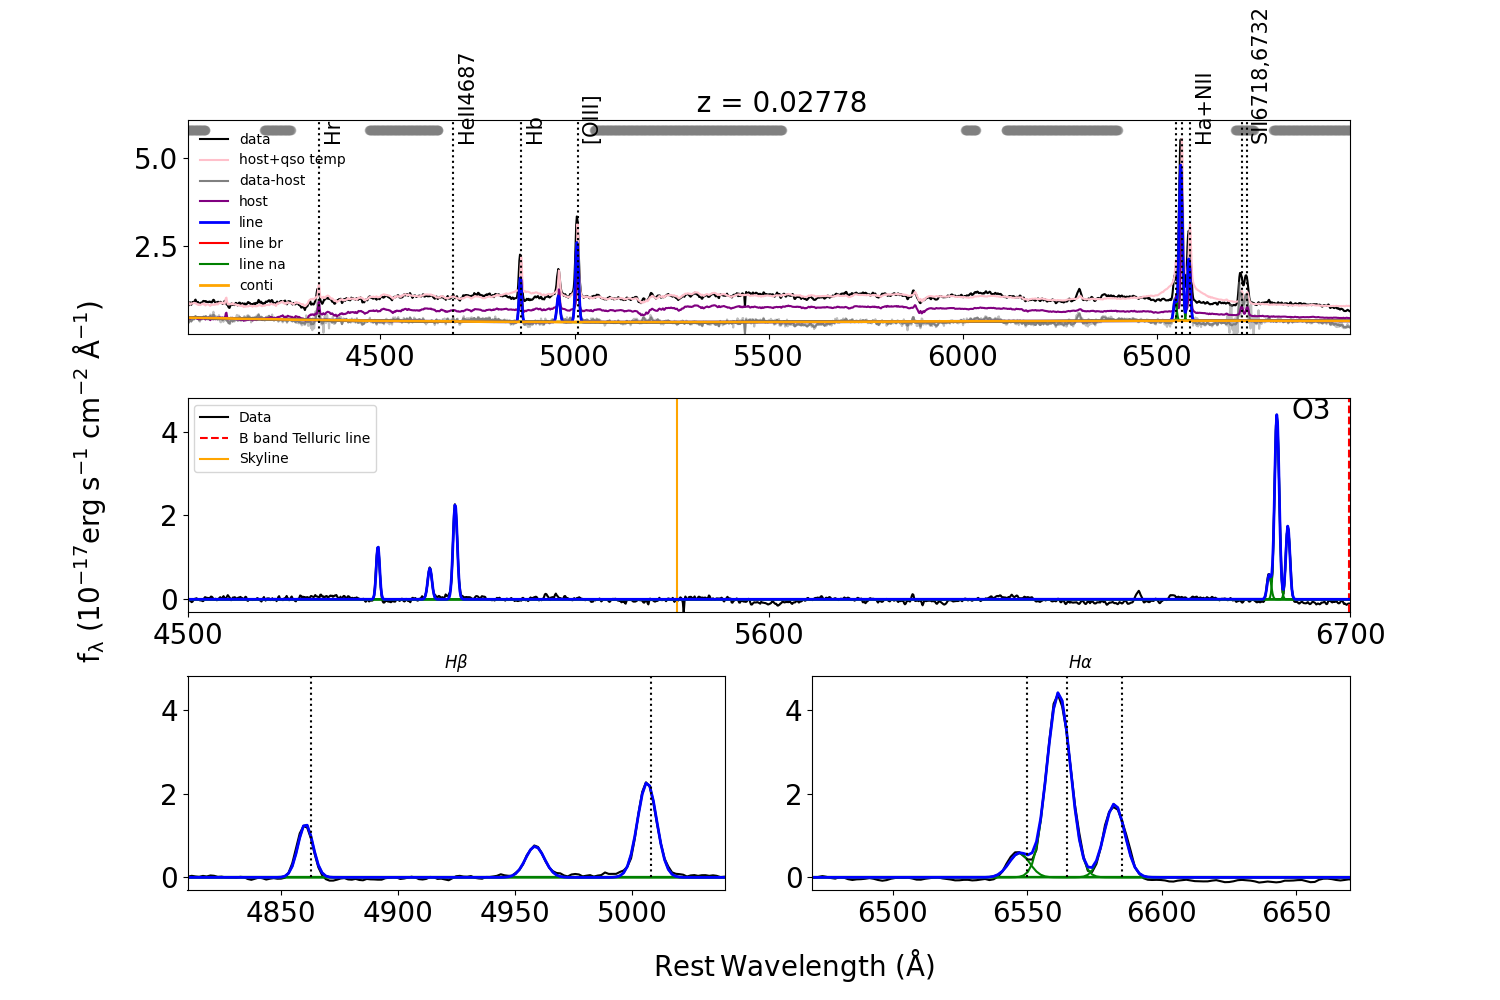 z = 0.02778
Hr
HeII4687
Hb
[OIII]
Ha+NII
SII6718,6732
data
host+qso temp
data-host
host
line
line br
line na
conti
5.0
2.5
4500 5000 5500 6000 6500
Data
B band Telluric line
Skyline
O3
4
2
0
4500 5600 6700
fλ (10−17erg s−1 cm−2 Å−1)
Hβ
4
2
0
4850 4900 4950 5000
Hα
4
2
0
6500 6550 6600 6650
Rest Wavelength (Å)